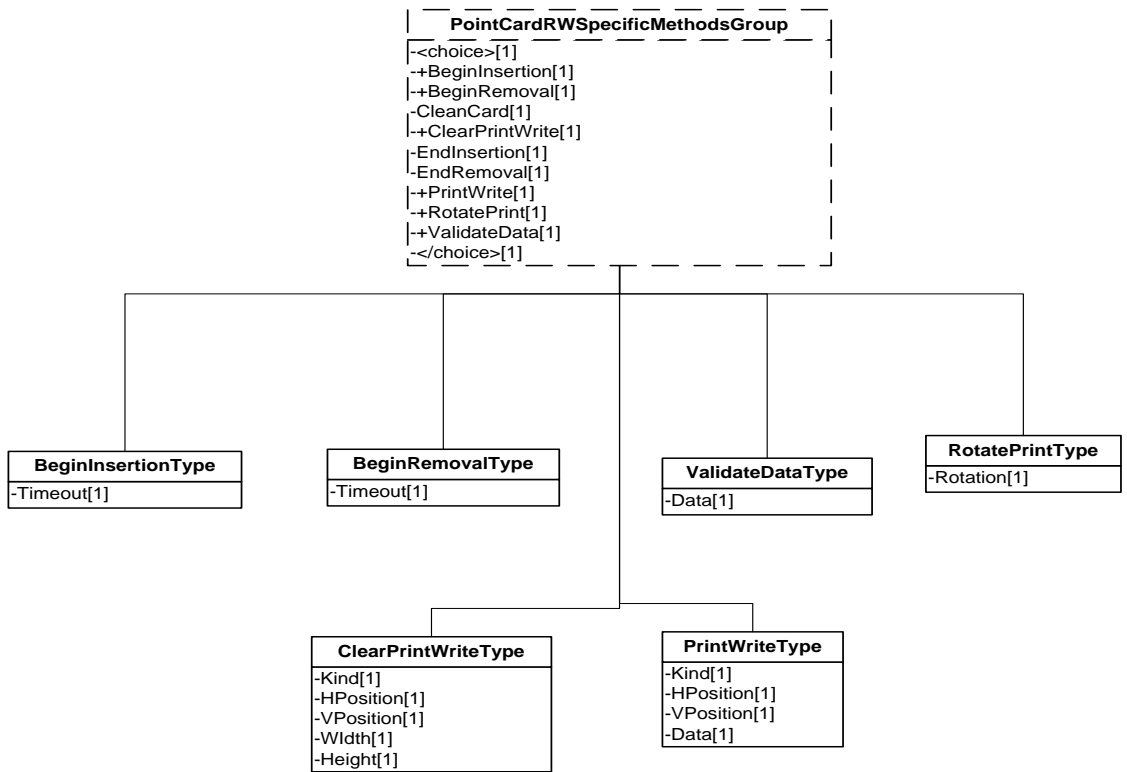 PointCardRWSpecificMethodsGroup
-<choice>[1]
-+BeginInsertion[1]
-+BeginRemoval[1]
-CleanCard[1]
-+ClearPrintWrite[1]
-EndInsertion[1]
-EndRemoval[1]
-+PrintWrite[1]
-+RotatePrint[1]
-+ValidateData[1]
-</choice>[1]
BeginInsertionType
-Timeout[1]
BeginRemovalType
-Timeout[1]
ValidateDataType
-Data[1]
RotatePrintType
-Rotation[1]
ClearPrintWriteType
-Kind[1]
-HPosition[1]
-VPosition[1]
-WIdth[1]
-Height[1]
PrintWriteType
-Kind[1]
-HPosition[1]
-VPosition[1]
-Data[1]